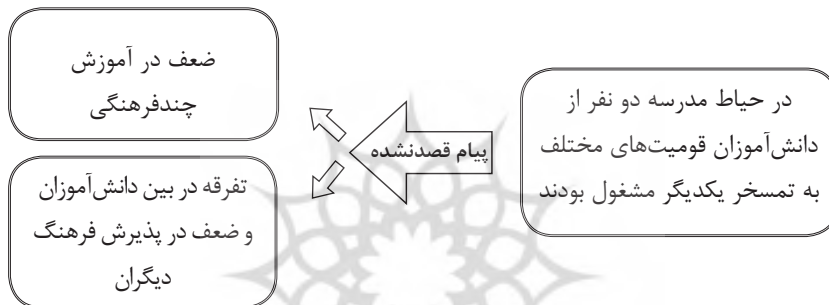 در حیاط مدرسه دو نفر از
دانش‌آموزان قومیت‌های مختلف
به تمسخر یکدیگر مشغول بودند
پیام قصدنشده
ضعف در آموزش
چندفرهنگی
تفرقه در بین دانش‌آموزان
و ضعف در پذیرش فرهنگ
دیگران